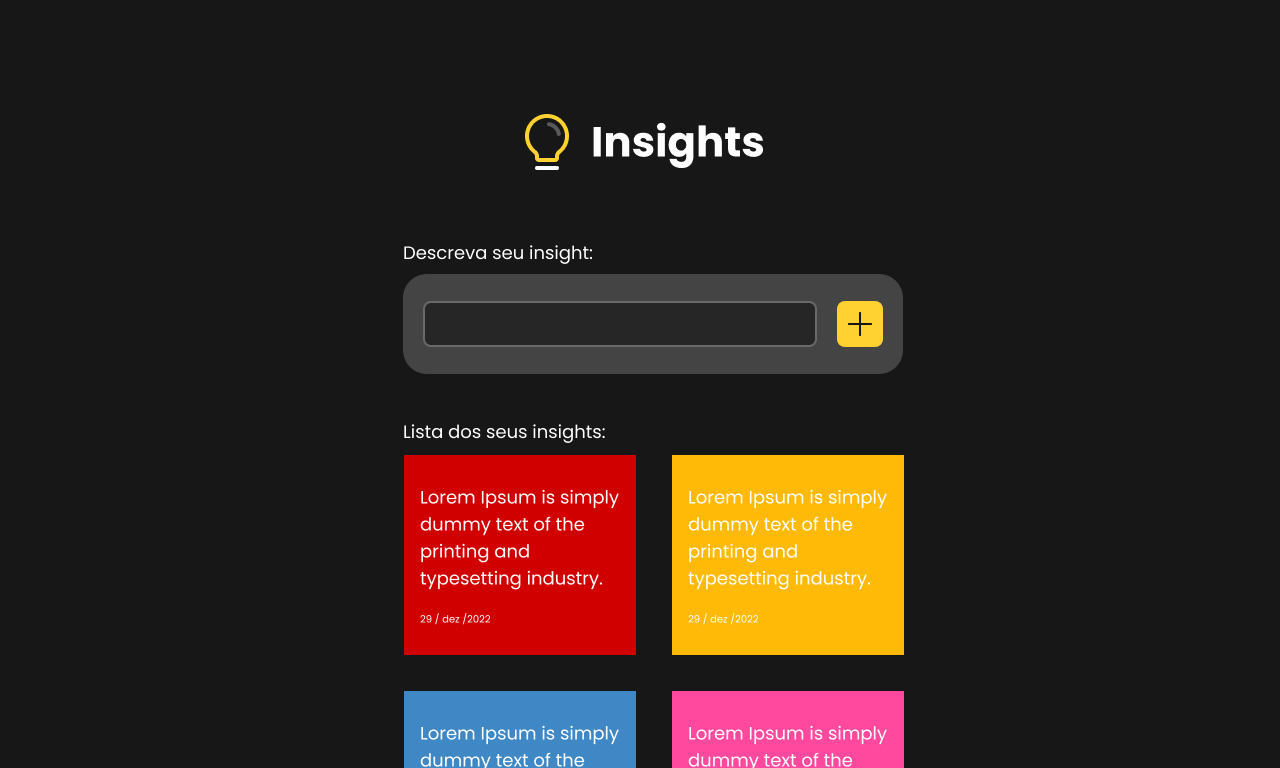 Insights
Descreva seu insight:
Lista dos seus insights:
Lorem Ipsum is simply
dummy text of the
printing and
typesetting industry.
29 / dez /2022
Lorem Ipsum is simply
dummy text of the
printing and
typesetting industry.
29 / dez /2022
Lorem Ipsum is simply
dummy text of the
Lorem Ipsum is simply
dummy text of the